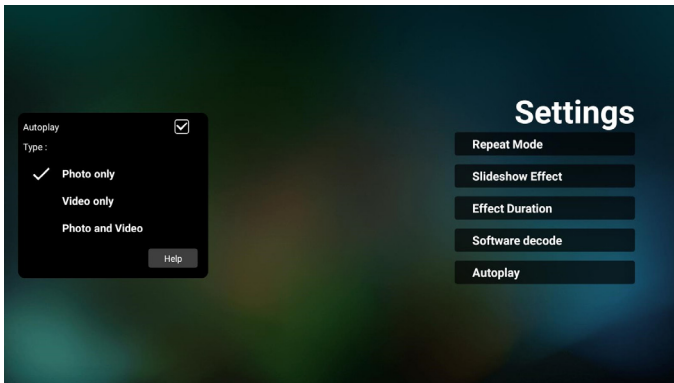 Settings
Autoplay
Type :
Photo only
Video only
Photo and Video
Help
Repeat Mode
Slideshow Effect
Effect Duration
Software decode
Autoplay